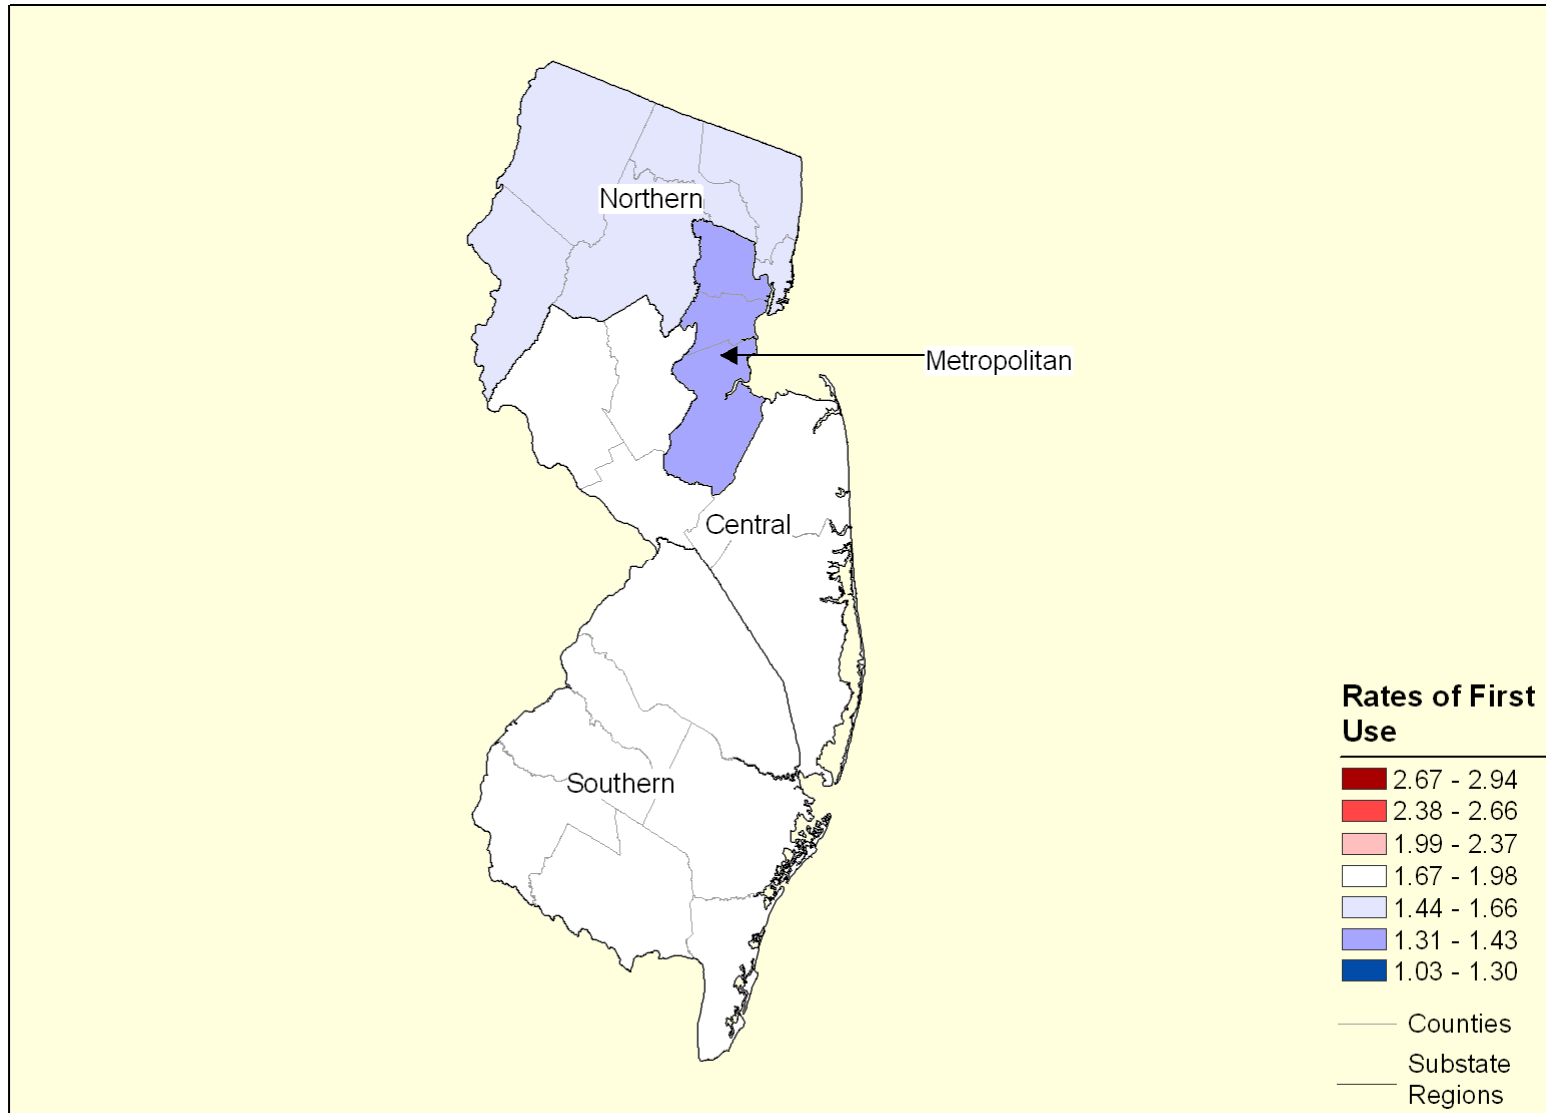 Northern
Metropolitan
Central
Southern
Rates of First
Use
2.67 - 2.94
2.38 - 2.66
1.99 - 2.37
1.67 - 1.98
1.44 - 1.66
1.31 - 1.43
1.03 - 1.30
Counties
Substate
Regions